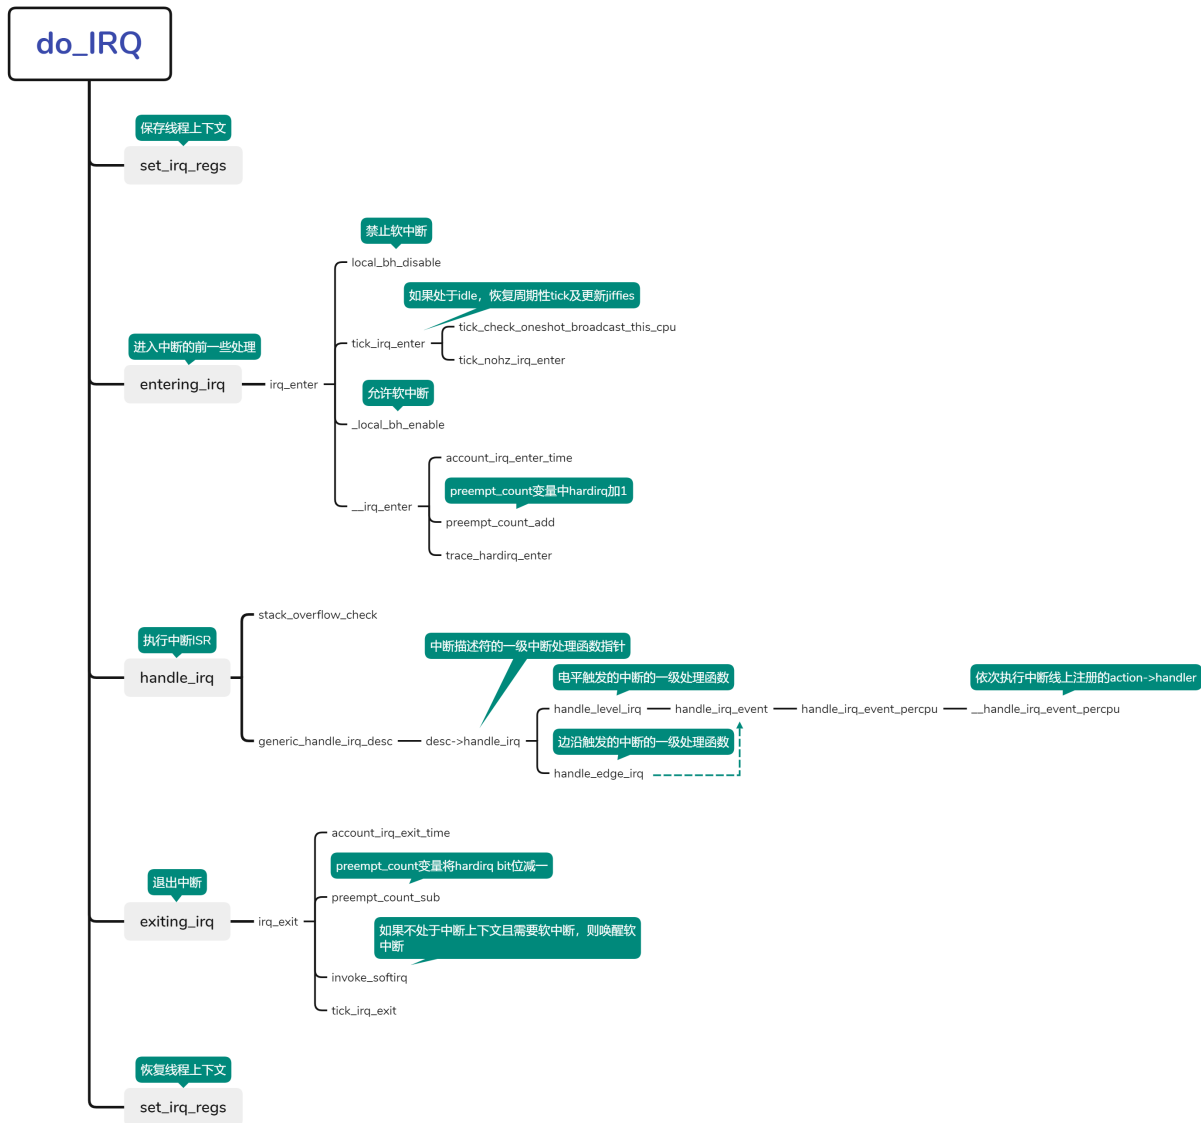 do_IRQ
保存线程上下文
set_irq_regs
禁止软中断
local_bh_disable
如果处于idle，恢复周期性tick及更新jiffies
tick_check_oneshot_broadcast_this_cpu
tick_irq_enter
tick_nohz_irq_enter
进入中断的前一些处理
entering_irq
irq_enter
允许软中断
_local_bh_enable
account_irq_enter_time
preempt_count变量中hardirq加1
__irq_enter
preempt_count_add
trace_hardirq_enter
stack_overflow_check
执行中断ISR
handle_irq
中断描述符的一级中断处理函数指针
电平触发的中断的一级处理函数
依次执行中断线上注册的action->handler
handle_level_irq
handle_irq_event
handle_irq_event_percpu
__handle_irq_event_percpu
generic_handle_irq_desc
desc->handle_irq
边沿触发的中断的一级处理函数
handle_edge_irq
account_irq_exit_time
preempt_count变量将hardirq bit位减一
preempt_count_sub
退出中断
exiting_irq
irq_exit
如果不处于中断上下文且需要软中断，则唤醒软
中断
invoke_softirq
tick_irq_exit
恢复线程上下文
set_irq_regs